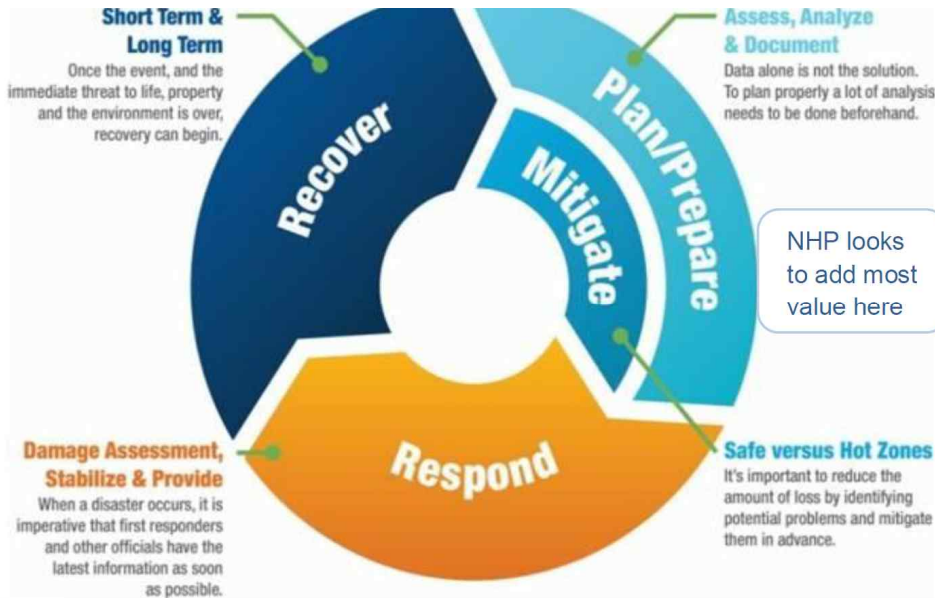 Short Term &
Long Term
Once the event, and the
immediate threat to life, property
and the environment is over,
recovery can begin.
Assess, Analyze
& Document
Data alone is not the solution.
To plan properly a lot of analysis
needs to be done beforehand.
Recover
Plan/Prepare
Mitigate
NHP looks
to add most
value here
Respond
Damage Assessment,
Stabilize & Provide
When a disaster occurs, it is
imperative that first responders
and other officials have the
latest information as soon
as possible.
Safe versus Hot Zones
It's important to reduce the
amount of loss by identifying
potential problems and mitigate
them in advance.